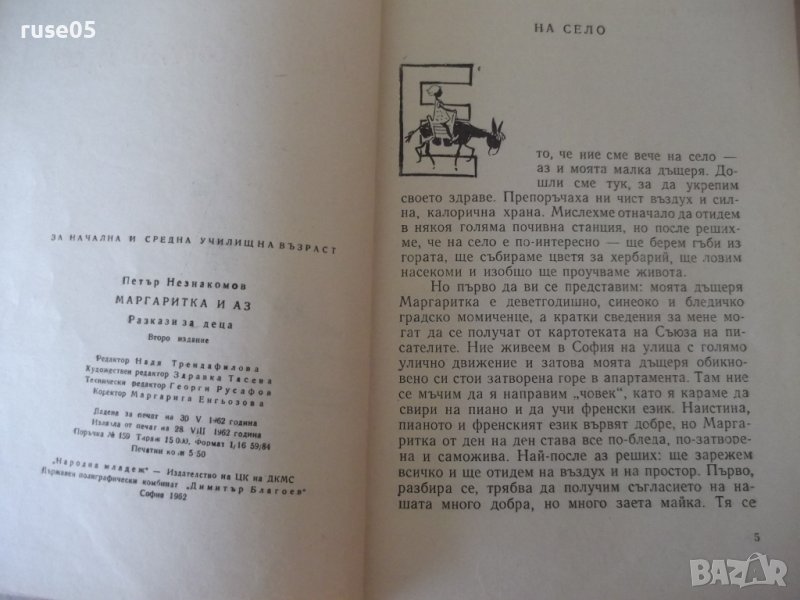 ruse05
ЗА НАЧАЛНА И СРЕДНА УЧИЛИЩНА ВЪЗРАСТ
Петър Незнакомов
МАРГАРИТКА И АЗ
Разкази за деца
Второ издание
Редактор Надя Трендафилова
Художествен редактор Здравка Тасева
Технически редактор Георги Русафов
Коректор Маргарита Енгьозова
Дадена за печат на 30 V 1962 година
Излязла от печат на 28 VIII 1962 година
Поръчка № 159 Тираж 15 000 Формат 1/16 59/84
Печатни коли 5·50
„Народна младеж“ — Издателство на ЦК на ДКМС
Държавен полиграфически комбинат „Димитър Благоев“
София 1962
НА СЕЛО
Е
то, че ние сме вече на село —
аз и моята малка дъщеря. До-
шли сме тук, за да укрепим
своето здраве. Препоръчаха ни чист въздух и сил-
на, калорична храна. Мислехме отначало да отидем
в някоя голяма почивна станция, но после реших-
ме, че на село е по-интересно — ще берем гъби из
гората, ще събираме цветя за хербарий, ще ловим
насекоми и изобщо ще проучваме живота.
Но първо да ви се представим: моята дъщеря
Маргаритка е деветгодишно, синеоко и бледичко
градско момиченце, а кратки сведения за мене мо-
гат да се получат от картотеката на Съюза на пи-
сателите. Ние живеем в София на улица с голямо
улично движение и затова моята дъщеря обикно-
вено си стои затворена горе в апартамента. Там ние
се мъчим да я направим „човек“, като я караме да
свири на пиано и да учи френски език. Наистина,
пианото и френският език вървят добре, но Марга-
ритка от ден на ден става все по-бледа, по-затворе-
на и саможива. Най-после аз реших: ще зарежем
всичко и ще отидем на въздух и на простор. Първо,
разбира се, трябва да получим съгласието на на-
шата много добра, но много заета майка. Тя се
5
BAZAR